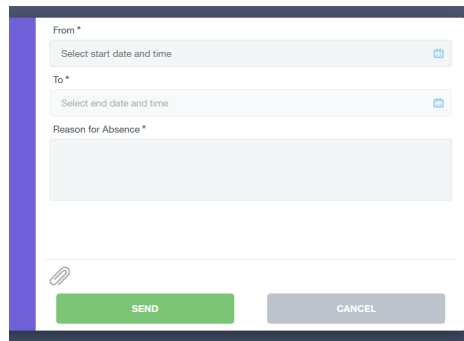 From *
Select start date and time
To *
Select end date and time
Reason for Absence *
SEND
CANCEL